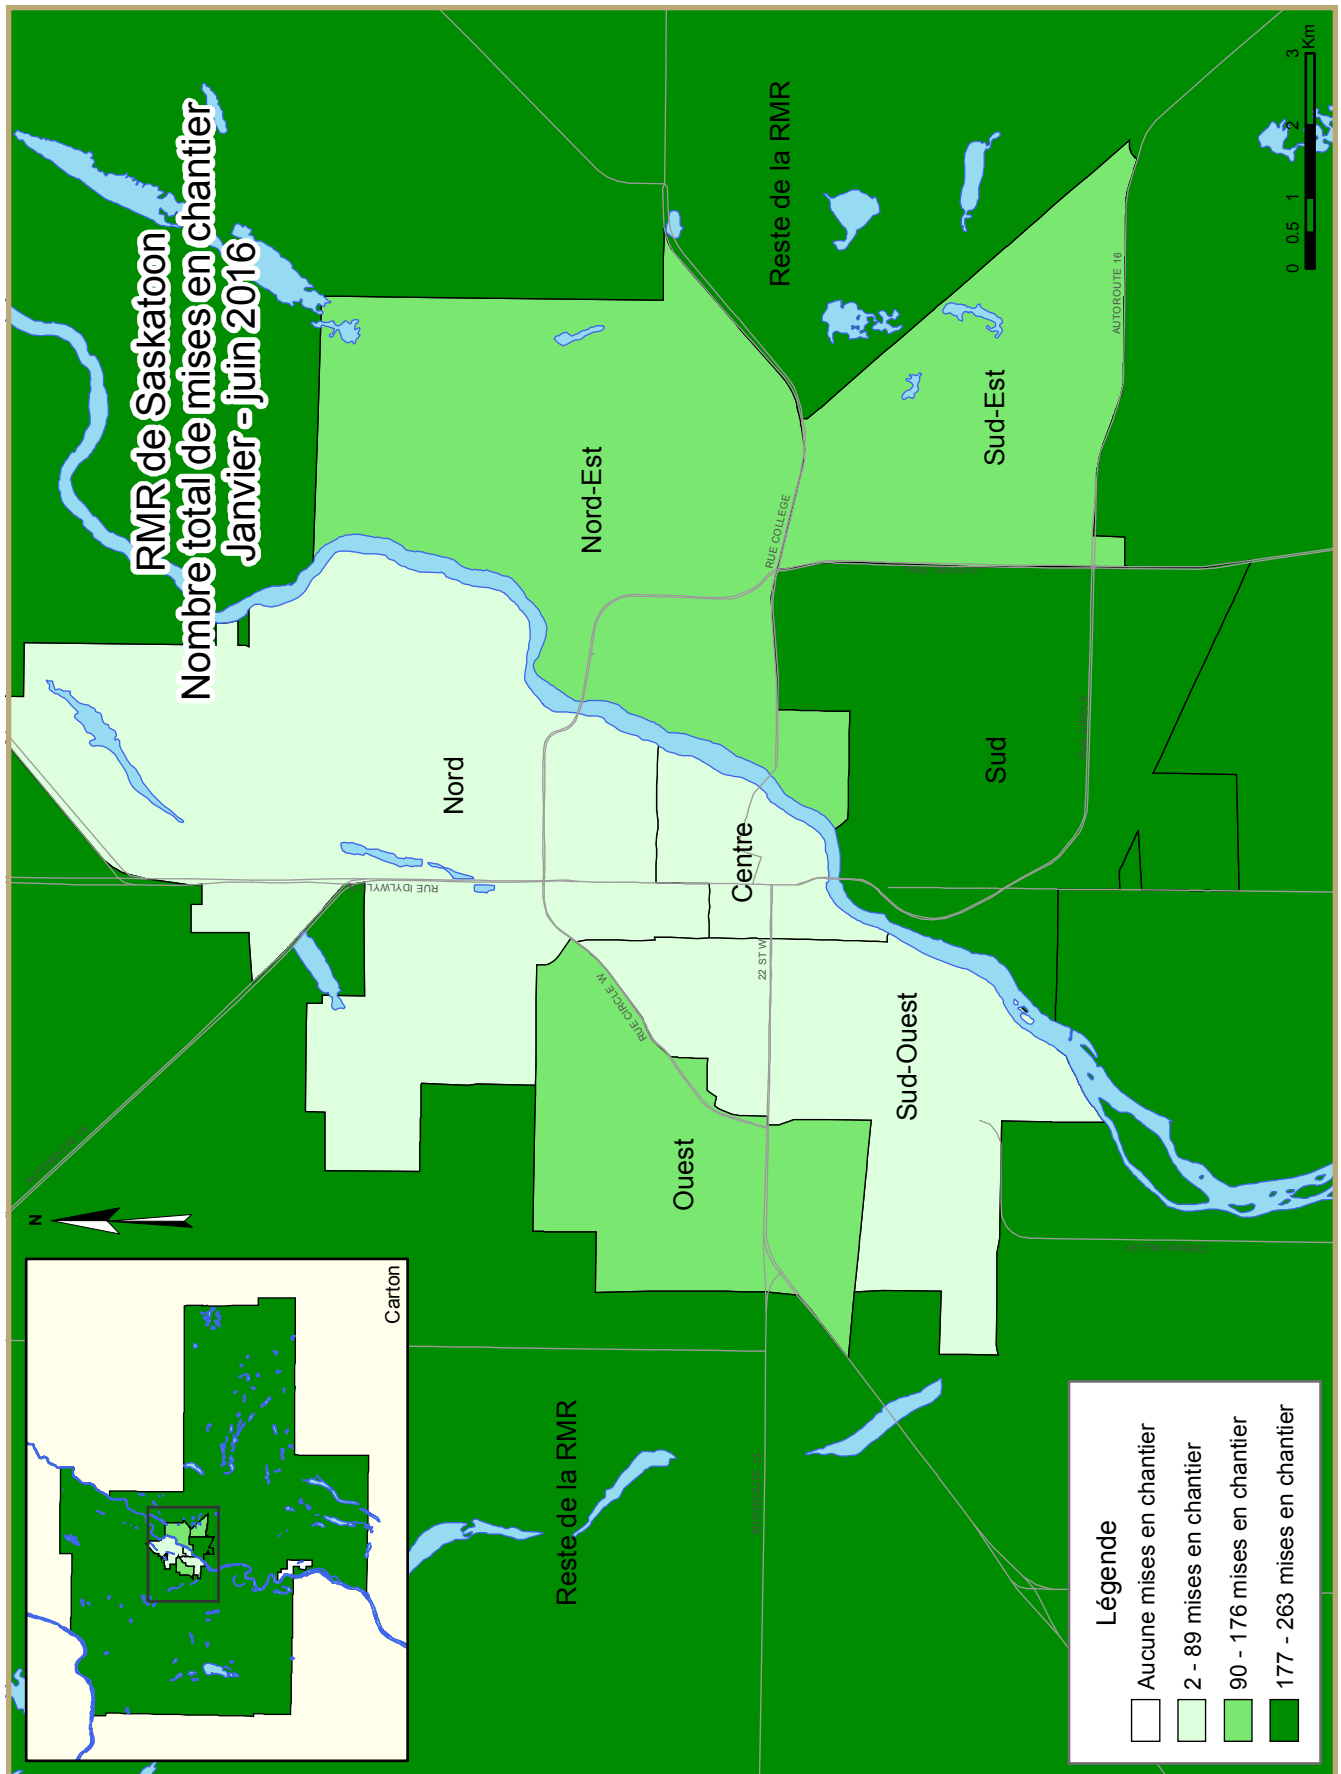 RMR de Saskatoon
Nombre total de mises en chantier
Janvier - juin 2016
N
Carton
Nord
Nord-Est
Centre
Ouest
Sud-Ouest
Sud
Sud-Est
Reste de la RMR
Reste de la RMR
RUE IDYLWYL
RUE CIRCLE W
22 ST W
RUE COLLEGE
AUTOROUTE 16
Légende
Aucune mises en chantier
2 - 89 mises en chantier
90 - 176 mises en chantier
177 - 263 mises en chantier
0 0.5 1 2 3
Km